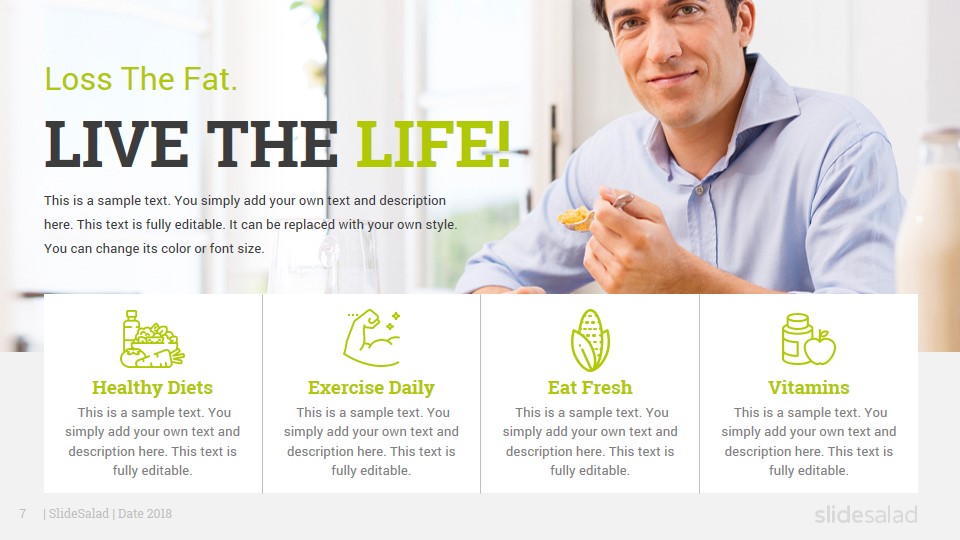 Loss The Fat.
LIVE THE LIFE!
This is a sample text. You simply add your own text and description
here. This text is fully editable. It can be replaced with your own style.
You can change its color or font size.
Healthy Diets
This is a sample text. You
simply add your own text and
description here. This text is
fully editable.
Exercise Daily
This is a sample text. You
simply add your own text and
description here. This text is
fully editable.
Eat Fresh
This is a sample text. You
simply add your own text and
description here. This text is
fully editable.
Vitamins
This is a sample text. You
simply add your own text and
description here. This text is
fully editable.
7 | SlideSalad | Date 2018
slidesalad